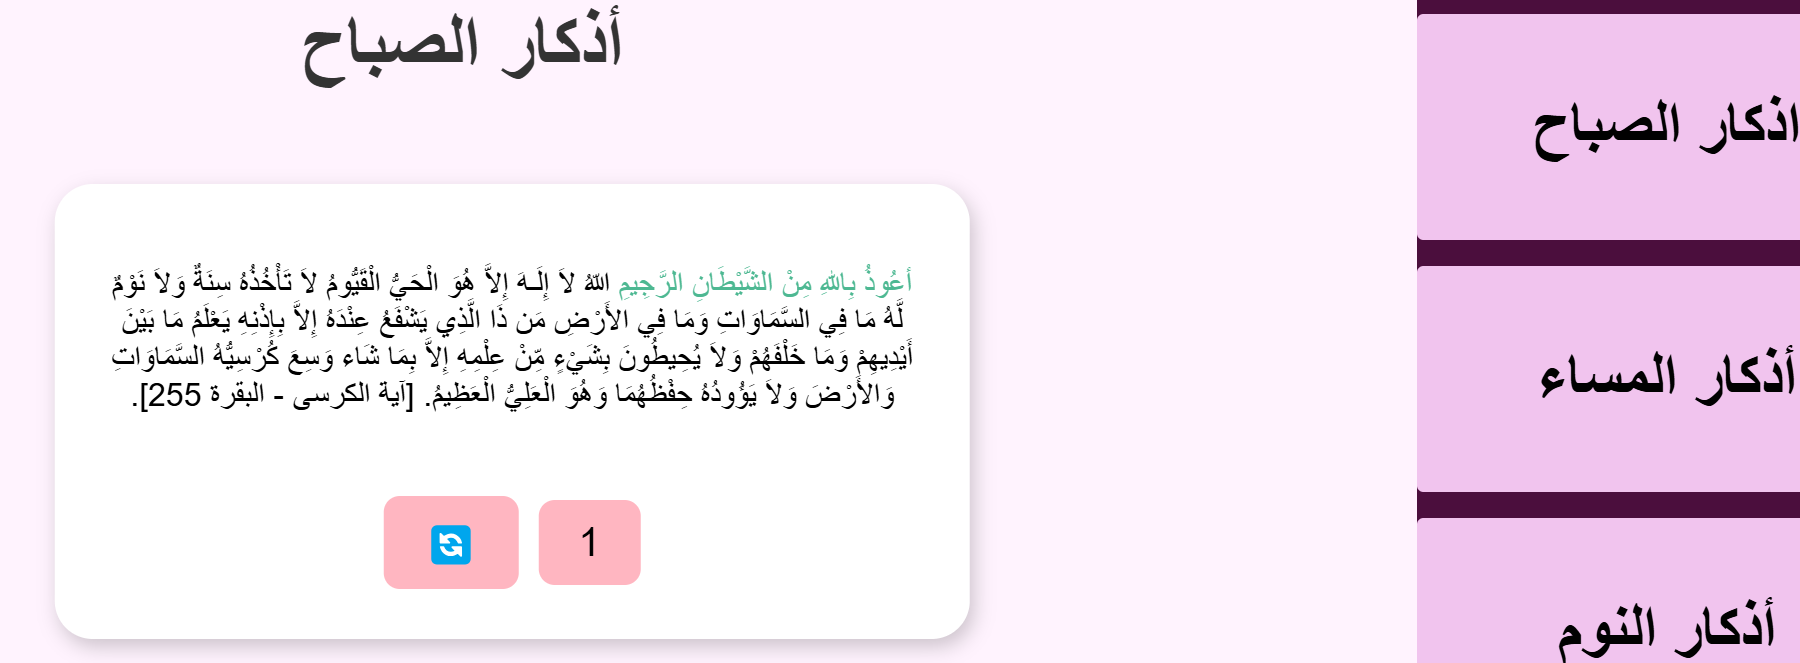 أذكار الصباح
أعُوذُ بِاللهِ مِنْ الشَّيْطَانِ الرَّجِيمِ اللّهُ لاَ إِلَـهَ إِلاَّ هُوَ الْحَيُّ الْقَيُّومُ لاَ تَأْخُذُهُ سِنَةٌ وَلاَ نَوْمٌ
لَّهُ مَا فِي السَّمَاوَاتِ وَمَا فِي الأَرْضِ مَن ذَا الَّذِي يَشْفَعُ عِنْدَهُ إِلاَّ بِإِذْنِهِ يَعْلَمُ مَا بَيْنَ
أَيْدِيهِمْ وَمَا خَلْفَهُمْ وَلاَ يُحِيطُونَ بِشَيْءٍ مِّنْ عِلْمِهِ إِلاَّ بِمَا شَاء وَسِعَ كُرْسِيُّهُ السَّمَاوَاتِ
وَالأَرْضَ وَلاَ يَؤُودُهُ حِفْظُهُمَا وَهُوَ الْعَلِيُّ الْعَظِيمُ. [آية الكرسى - البقرة 255].
1
اذكار الصباح
أذكار المساء
أذكار النوم